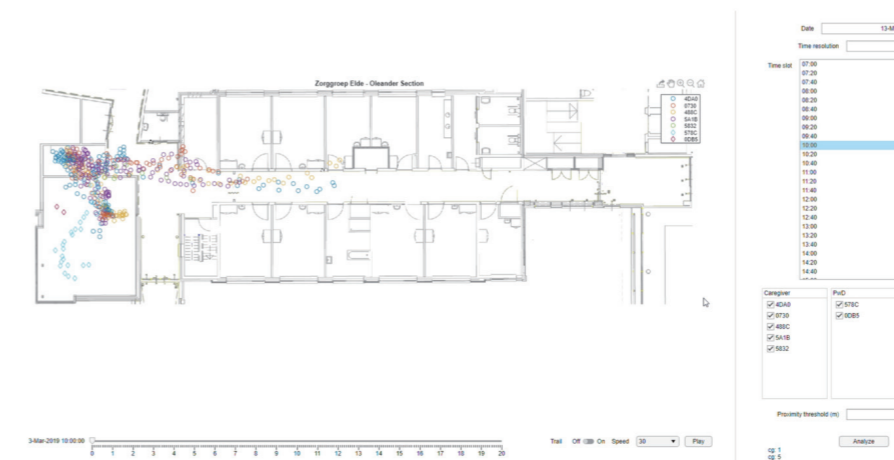 Zorggroep Elde - Oleander Section
4DA8
0730
488C
5A1B
5832
578C
0DB5
Date
13-M
Time resolution
Time slot
07:00
07:20
07:40
08:00
08:20
08:40
09:00
09:20
09:40
10:00
10:20
10:40
11:00
11:20
11:40
12:00
12:20
12:40
13:00
13:20
13:40
14:00
14:20
14:40
Caregiver
PwD
4DA8
578C
0730
0DB5
488C
5A1B
5832
Proximity threshold (m)
3-Mar-2019 10:00:00
0 1 2 3 4 5 6 7 8 9 10 11 12 13 14 15 16 17 18 19 20
Trail Off On Speed 30 Play
Analyze
cg: 1
cg: 5